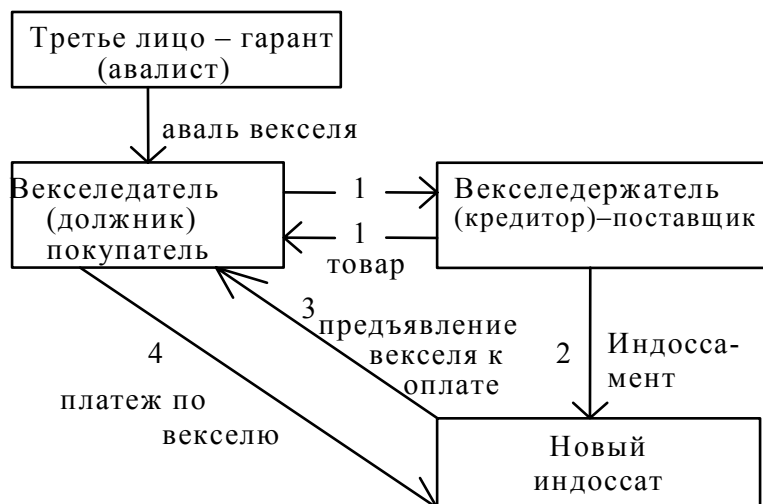 Третье лицо – гарант
(авалист)
аваль векселя
Векселедатель
(должник)
покупатель
1
1
товар
Векселедержатель
(кредитор)–поставщик
3
предъявление
векселя к
оплате
4
платеж по
векселю
2
Индосса-
мент
Новый
индоссат